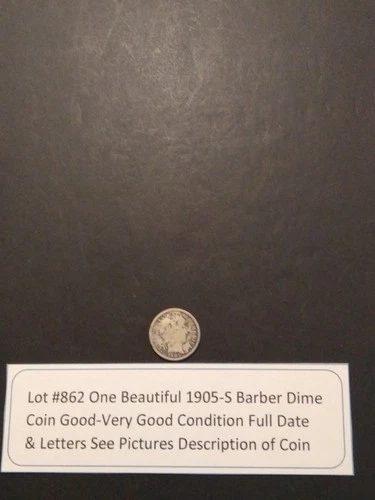 Lot #862 One Beautiful 1905-S Barber Dime
Coin Good-Very Good Condition Full Date
& Letters See Pictures Description of Coin